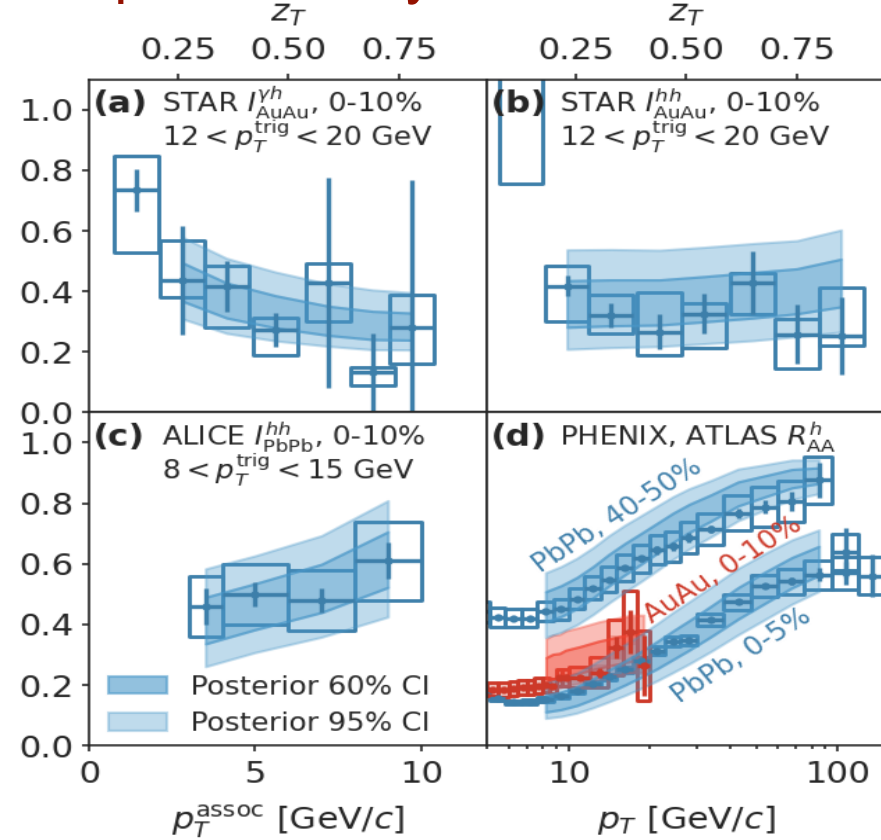 z_T z_T
0.25 0.50 0.75 0.25 0.50 0.75
(a) STAR I^{γh}_{AuAu}, 0-10%
12 < p_T^{trig} < 20 GeV
(b) STAR I^{hh}_{AuAu}, 0-10%
12 < p_T^{trig} < 20 GeV
1.0
0.8
0.6
0.4
0.2
0.0
(c) ALICE I^{hh}_{PbPb}, 0-10%
8 < p_T^{trig} < 15 GeV
(d) PHENIX, ATLAS R^h_{AA}
PbPb, 40-50%
AuAu, 0-10%
PbPb, 0-5%
1.0
0.8
0.6
0.4
0.2
0.0
Posterior 60% CI
Posterior 95% CI
0 5 10 10 100
p_T^{assoc} [GeV/c] p_T [GeV/c]